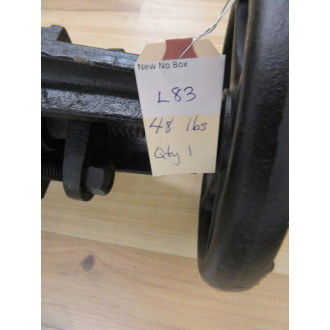 New No Box
L83
48 lbs
Qty 1